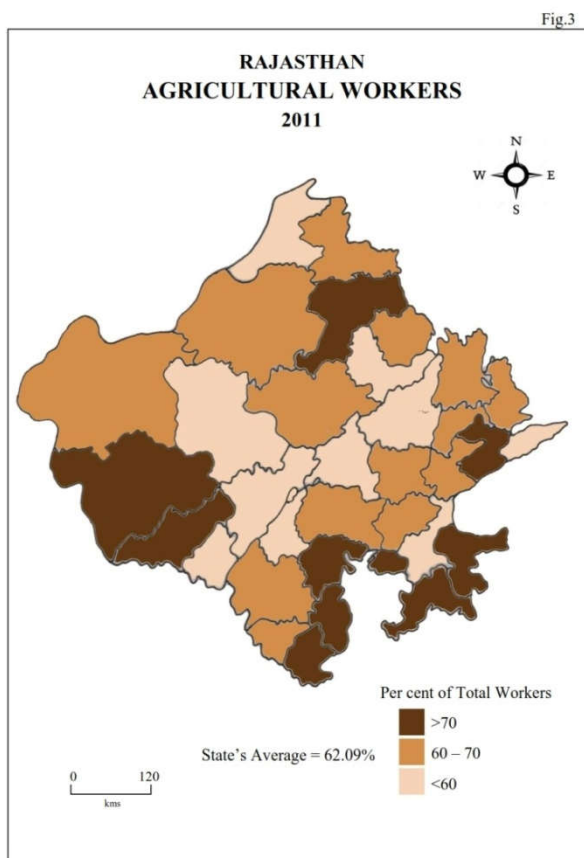 Fig.3
RAJASTHAN
AGRICULTURAL WORKERS
2011
N
W E
S
Per cent of Total Workers
>70
State's Average = 62.09%
60 – 70
<60
0 120
kms